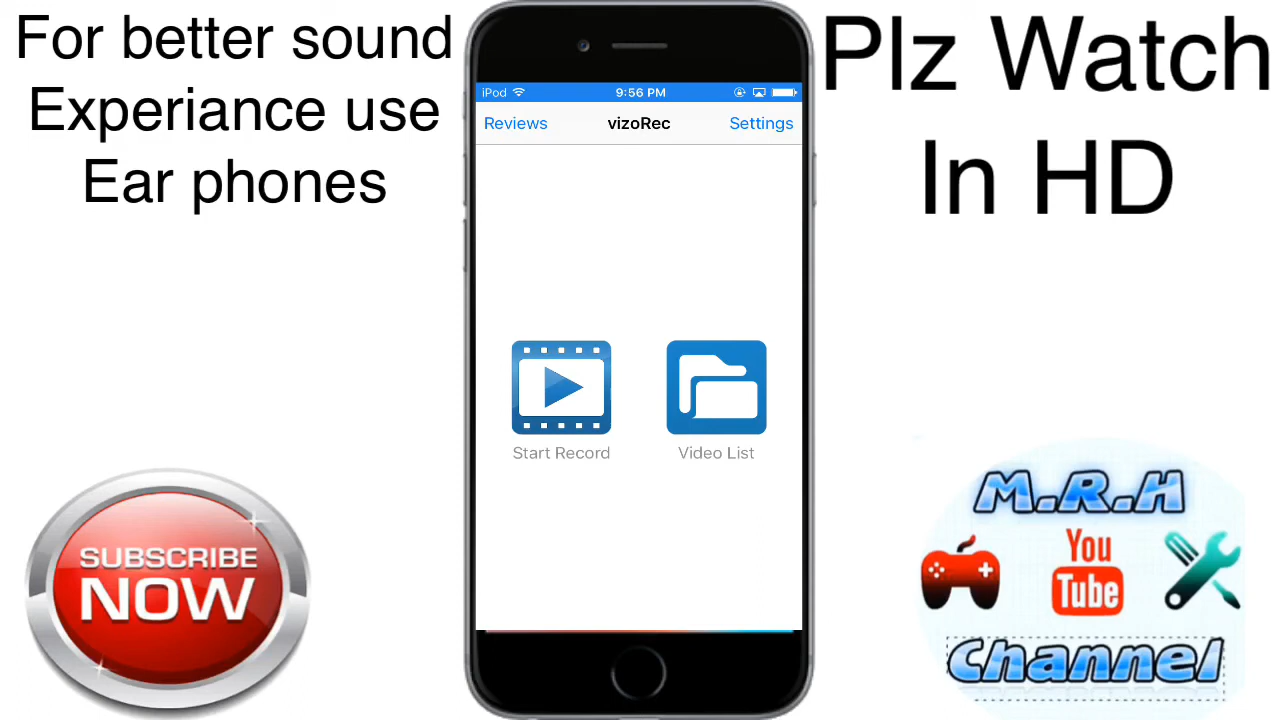 For better sound
Experiance use
Ear phones
Plz Watch
In HD
iPod 9:56 PM
Reviews vizoRec Settings
Start Record Video List
SUBSCRIBE
NOW
M.R.H
You
Tube
Channel